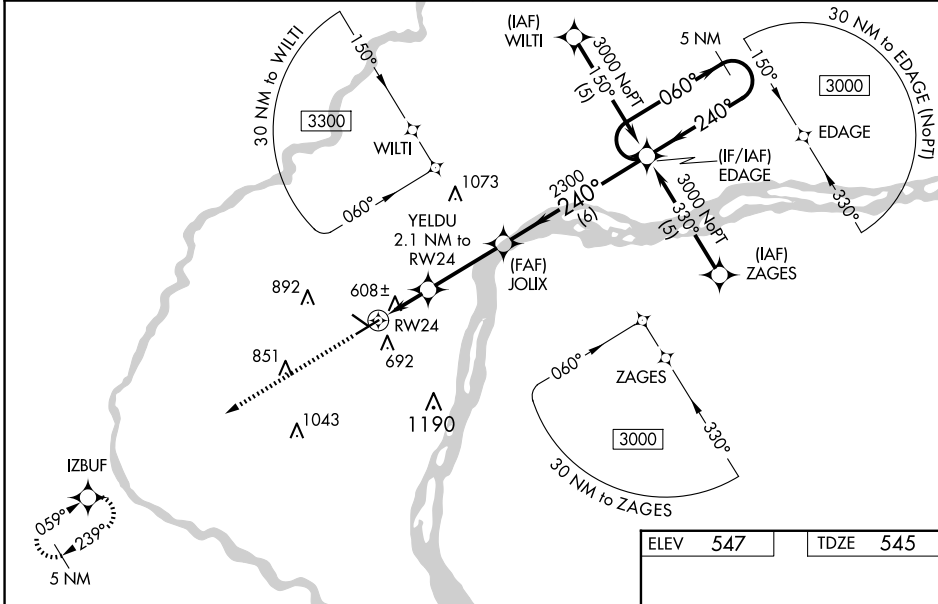 30 NM to WILTI
150°
3300
WILTI
060°
(IAF)
WILTI
3000 NoPT
150°
(5)
5 NM
060°
240°
30 NM to EDAGE (NoPT)
150°
3000
EDAGE
330°
(IF/IAF)
EDAGE
2300
240°
(6)
3000 NoPT
330°
(5)
(IAF)
ZAGES
1073
YELDU
2.1 NM to
RW24
(FAF)
JOLIX
892
608±
RW24
692
851
1043
1190
060°
ZAGES
3000
330°
30 NM to ZAGES
IZBUF
059°
239°
5 NM
ELEV 547
TDZE 545